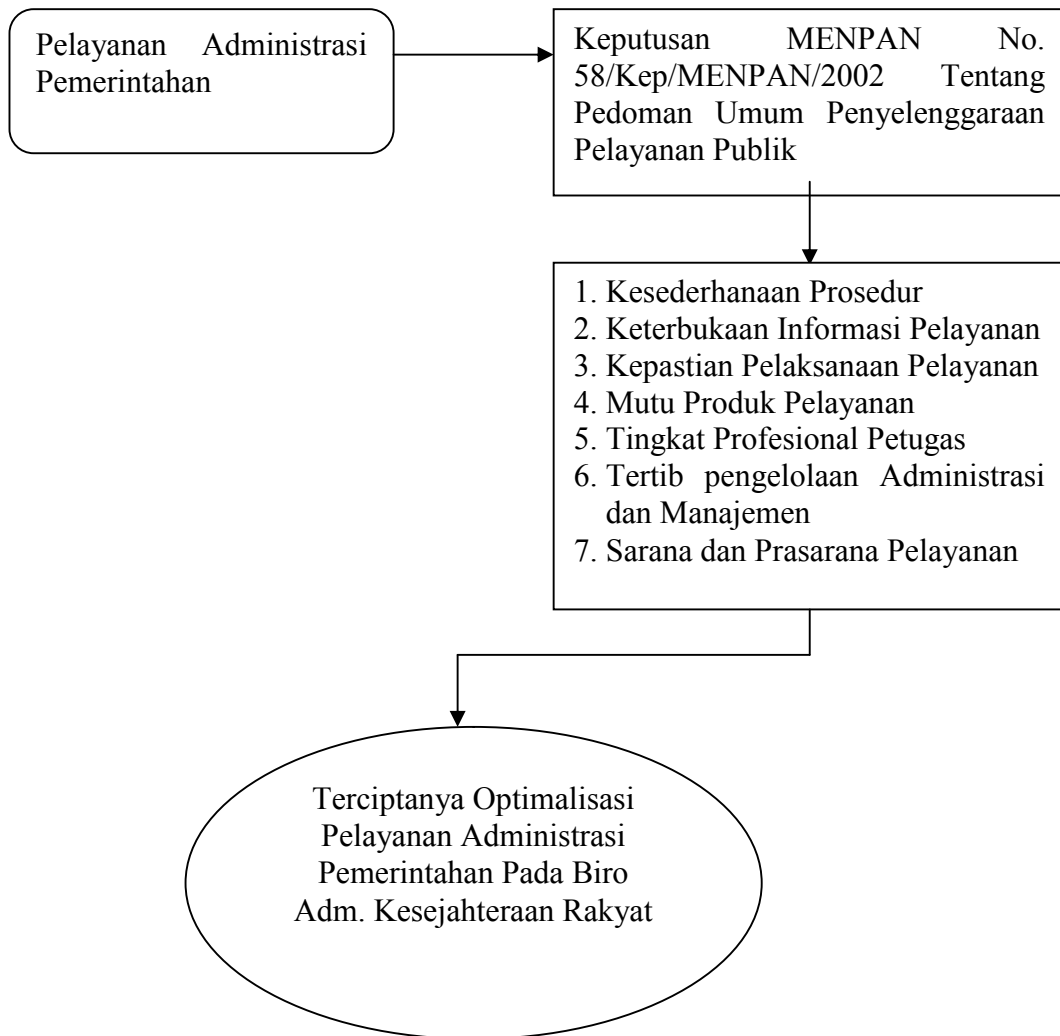 Pelayanan Administrasi
Pemerintahan
Keputusan MENPAN No.
58/Kep/MENPAN/2002 Tentang
Pedoman Umum Penyelenggaraan
Pelayanan Publik
1. Kesederhanaan Prosedur
2. Keterbukaan Informasi Pelayanan
3. Kepastian Pelaksanaan Pelayanan
4. Mutu Produk Pelayanan
5. Tingkat Profesional Petugas
6. Tertib pengelolaan Administrasi
dan Manajemen
7. Sarana dan Prasarana Pelayanan
Terciptanya Optimalisasi
Pelayanan Administrasi
Pemerintahan Pada Biro
Adm. Kesejahteraan Rakyat